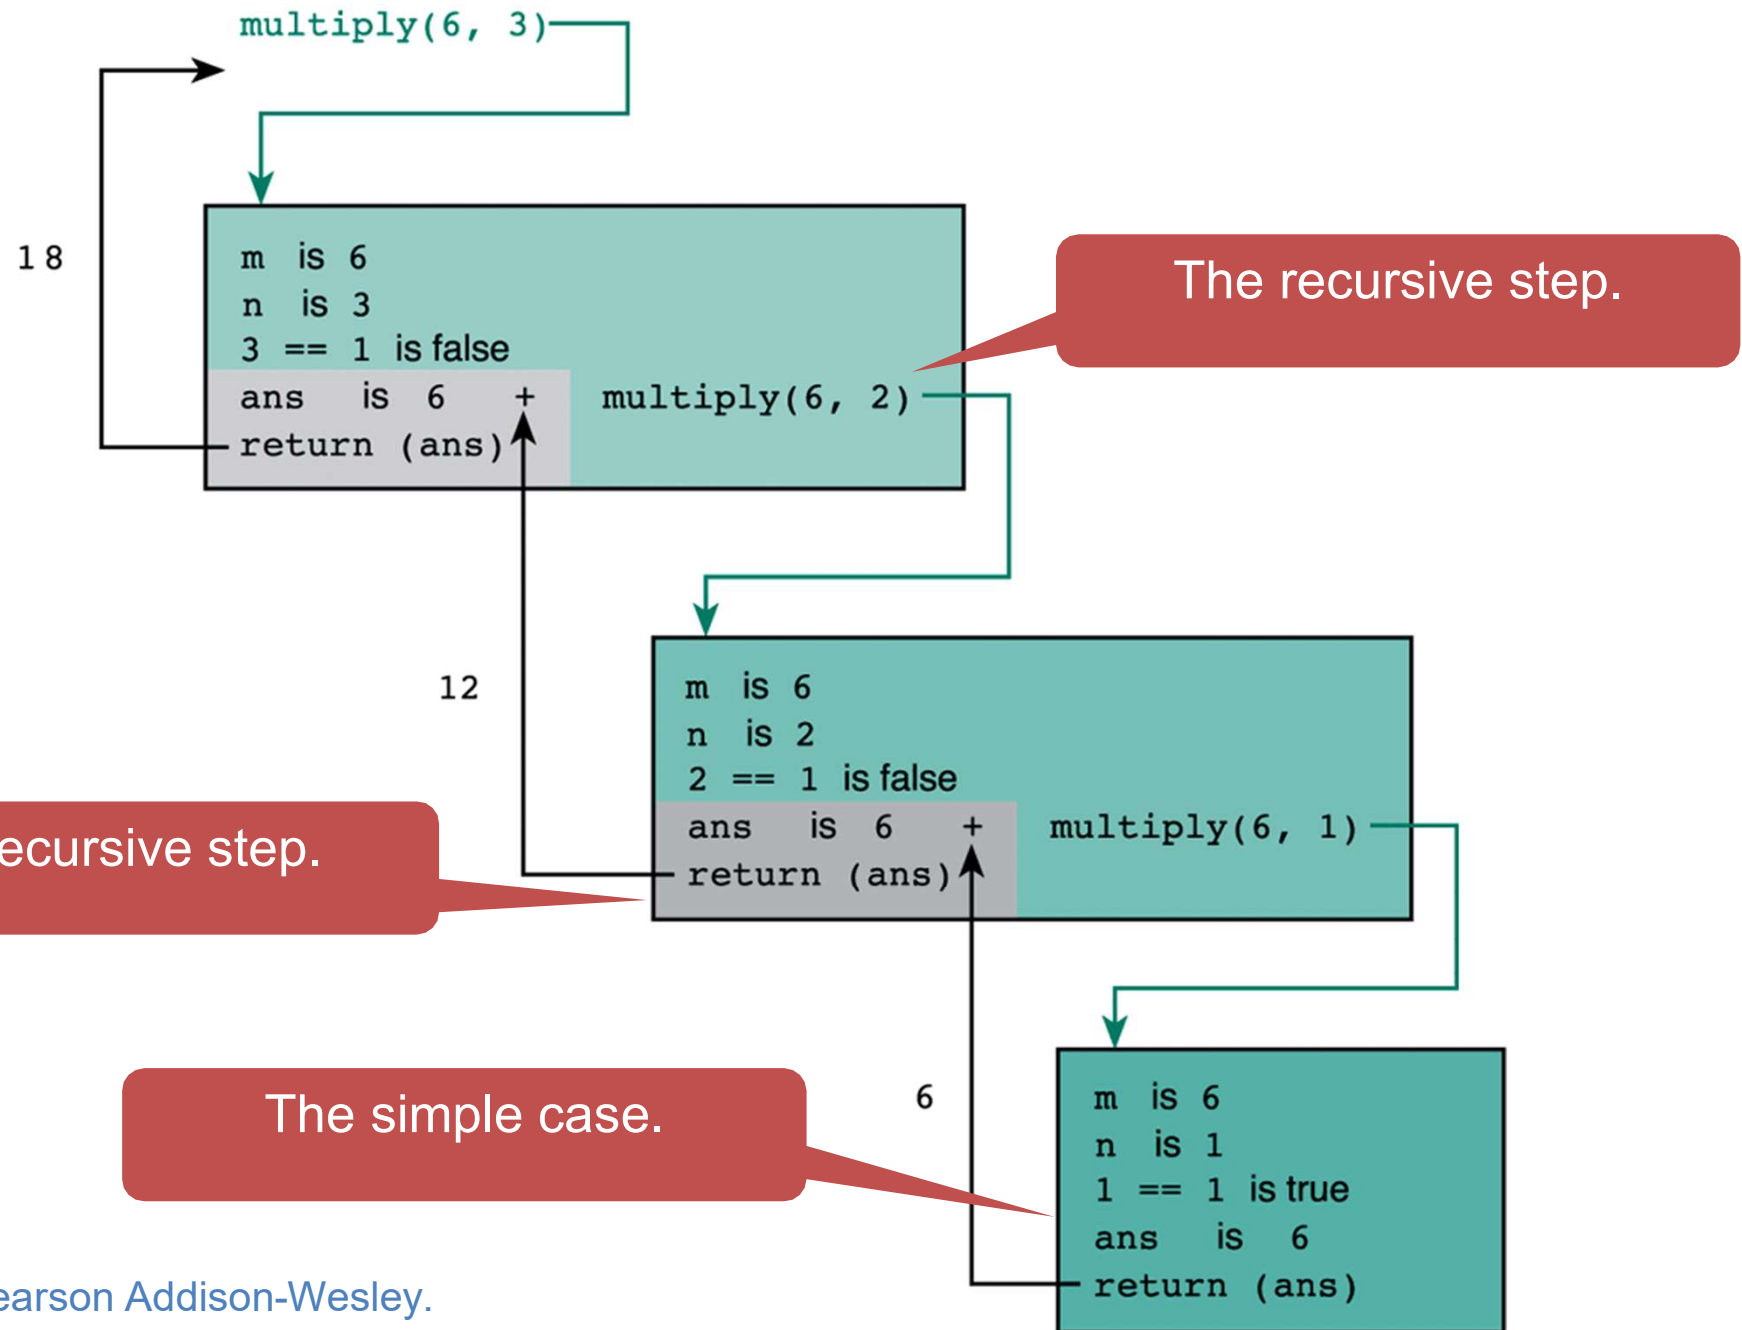 multiply(6, 3)
18
m is 6
n is 3
3 == 1 is false
ans is 6 + multiply(6, 2)
return (ans)
The recursive step.
12
m is 6
n is 2
2 == 1 is false
ans is 6 + multiply(6, 1)
return (ans)
ecursive step.
The simple case.
6
m is 6
n is 1
1 == 1 is true
ans is 6
return (ans)
earson Addison-Wesley.